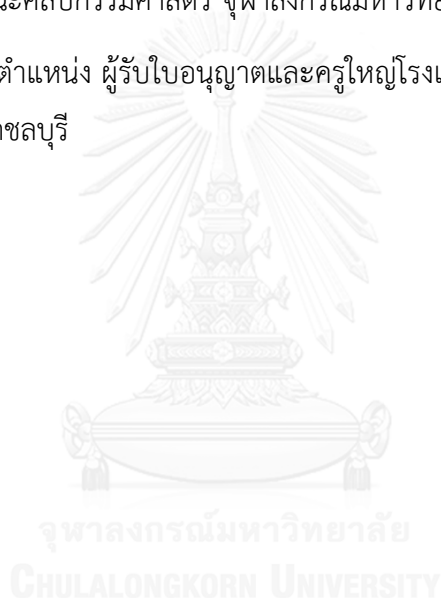 คณะศิลปกรรมศาสตร์ จุฬาลงกรณ์มหาวิทยา
ตำแหน่ง ผู้รับใบอนุญาตและครูใหญ่โรงเ
ชลบุรี
จุฬาลงกรณ์มหาวิทยาลัย
CHULALONGKORN UNIVERSITY